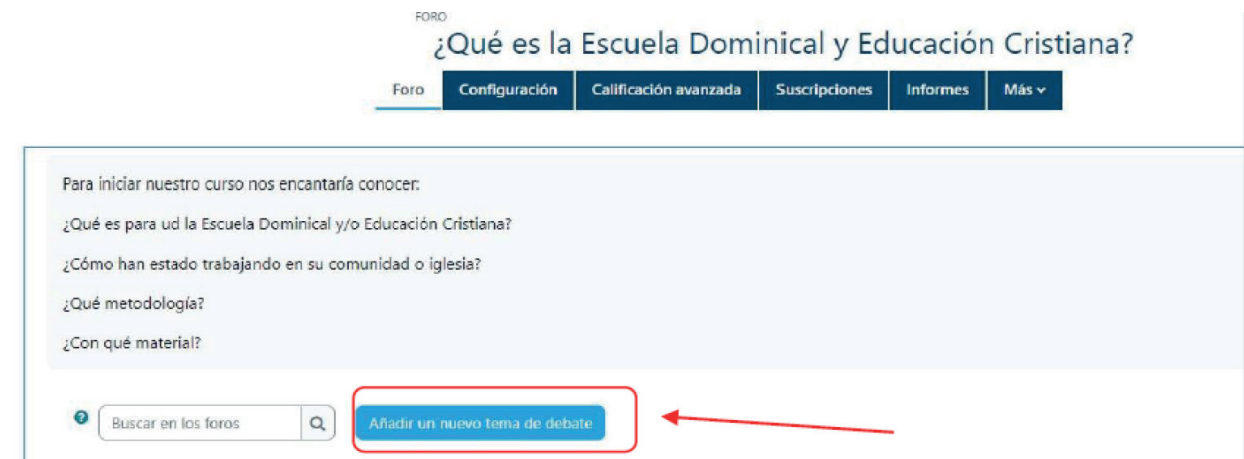 FORO
¿Qué es la Escuela Dominical y Educación Cristiana?
Foro Configuración Calificación avanzada Suscripciones Informes Más
Para iniciar nuestro curso nos encantaría conocer:
¿Qué es para ud la Escuela Dominical y/o Educación Cristiana?
¿Cómo han estado trabajando en su comunidad o iglesia?
¿Qué metodología?
¿Con qué material?
Buscar en los foros Añadir un nuevo tema de debate